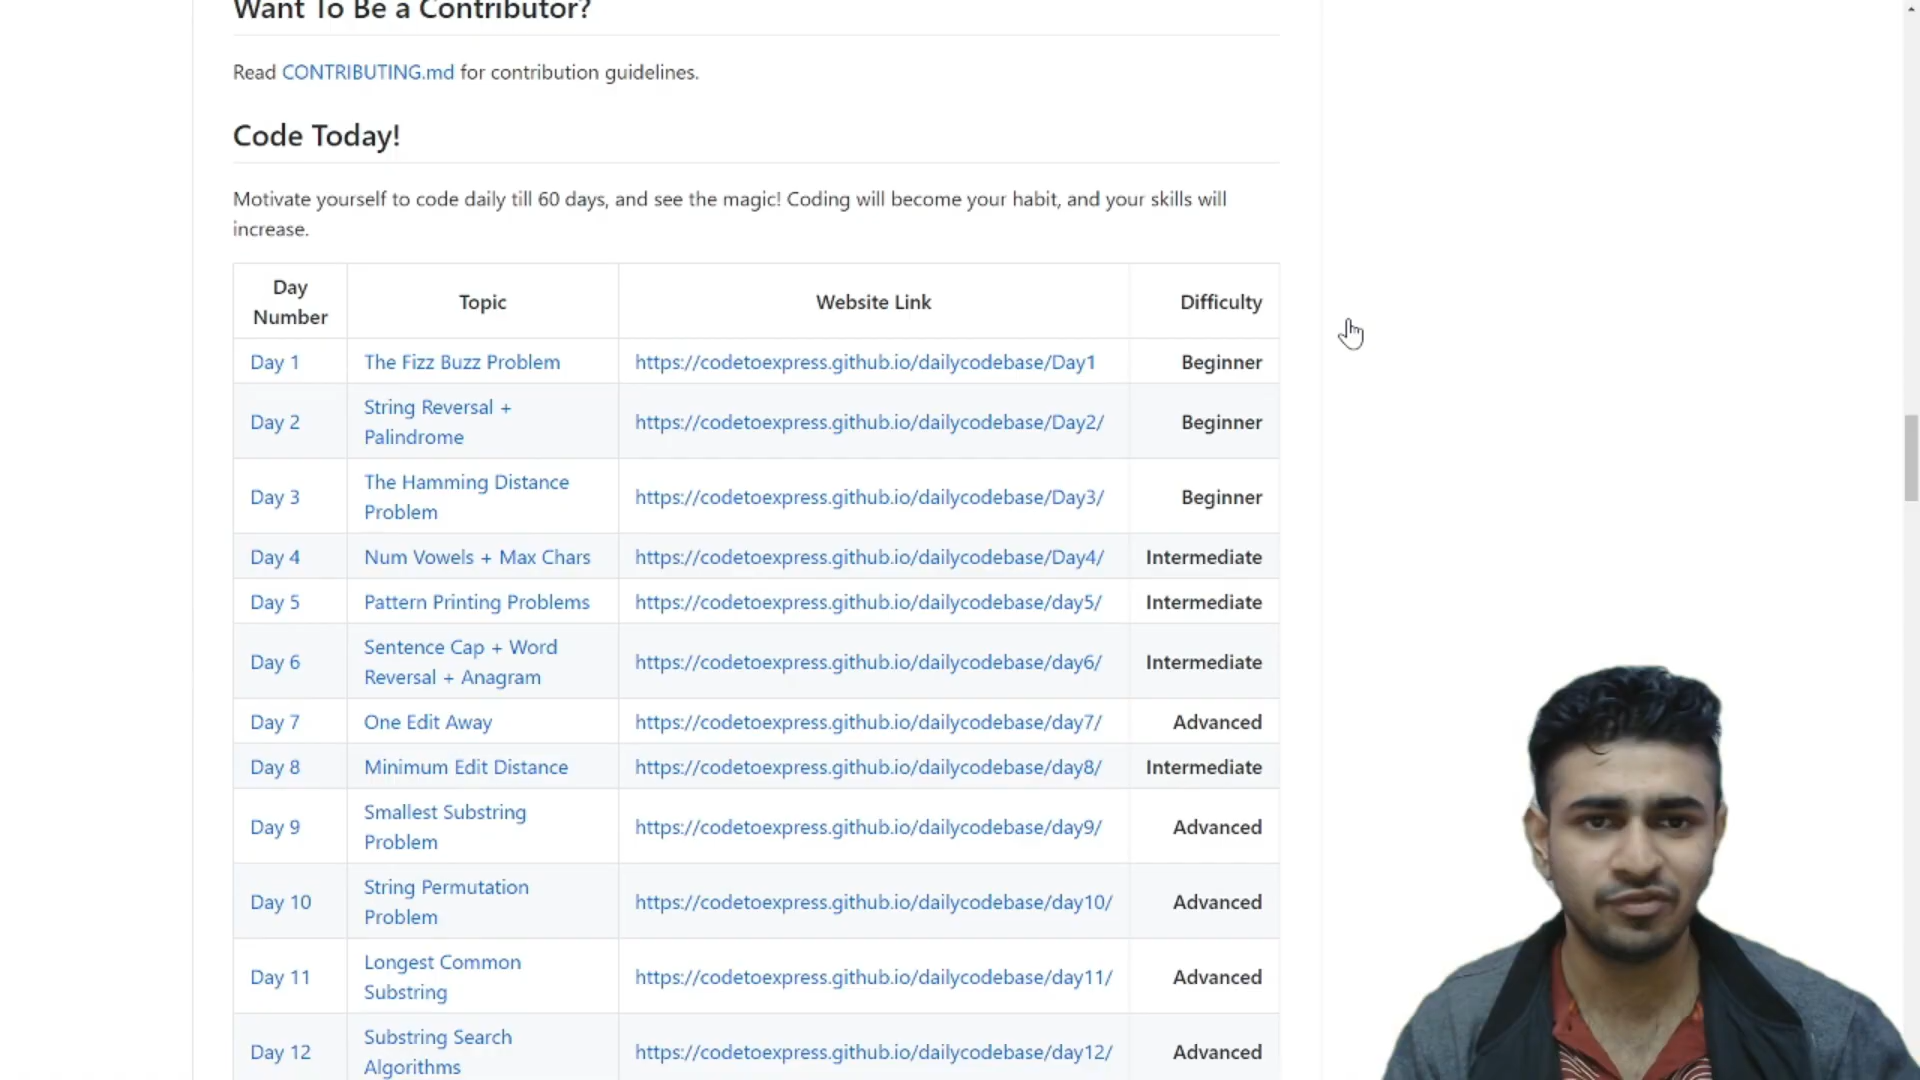 Want To Be a Contributor?
Read CONTRIBUTING.md for contribution guidelines.
Code Today!
Motivate yourself to code daily till 60 days, and see the magic! Coding will become your habit, and your skills will
increase.
Day
Number
Topic
Website Link
Difficulty
Day 1
The Fizz Buzz Problem
https://codetoexpress.github.io/dailycodebase/Day1
Beginner
Day 2
String Reversal +
Palindrome
https://codetoexpress.github.io/dailycodebase/Day2/
Beginner
Day 3
The Hamming Distance
Problem
https://codetoexpress.github.io/dailycodebase/Day3/
Beginner
Day 4
Num Vowels + Max Chars
https://codetoexpress.github.io/dailycodebase/Day4/
Intermediate
Day 5
Pattern Printing Problems
https://codetoexpress.github.io/dailycodebase/day5/
Intermediate
Day 6
Sentence Cap + Word
Reversal + Anagram
https://codetoexpress.github.io/dailycodebase/day6/
Intermediate
Day 7
One Edit Away
https://codetoexpress.github.io/dailycodebase/day7/
Advanced
Day 8
Minimum Edit Distance
https://codetoexpress.github.io/dailycodebase/day8/
Intermediate
Day 9
Smallest Substring
Problem
https://codetoexpress.github.io/dailycodebase/day9/
Advanced
Day 10
String Permutation
Problem
https://codetoexpress.github.io/dailycodebase/day10/
Advanced
Day 11
Longest Common
Substring
https://codetoexpress.github.io/dailycodebase/day11/
Advanced
Day 12
Substring Search
Algorithms
https://codetoexpress.github.io/dailycodebase/day12/
Advanced